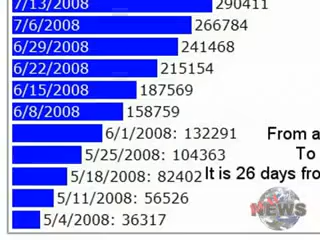 7/13/2008 290411
7/6/2008 266784
6/29/2008 241468
6/22/2008 215154
6/15/2008 187569
6/8/2008 158759
6/1/2008: 132291
From a
5/25/2008: 104363
To
5/18/2008: 82402
It is 26 days fro
5/11/2008: 56526
NEWS
5/4/2008: 36317